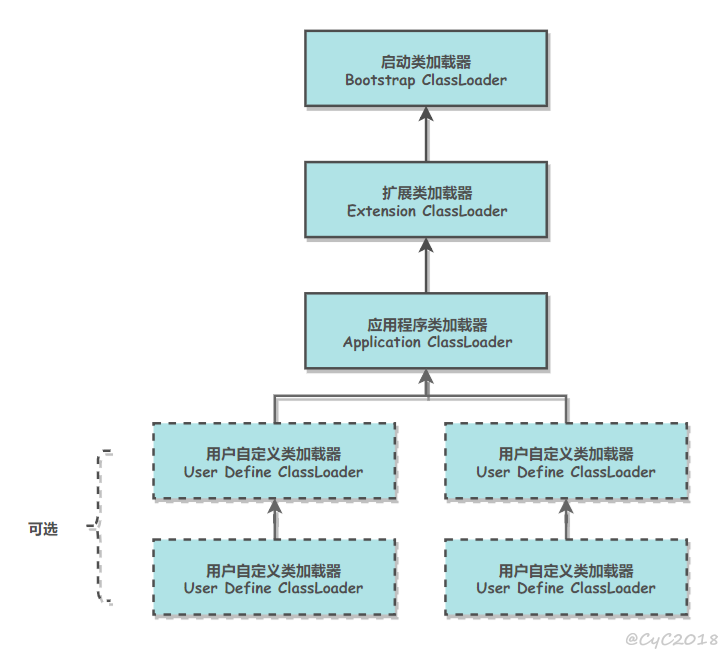 启动类加载器
Bootstrap ClassLoader
扩展类加载器
Extension ClassLoader
应用程序类加载器
Application ClassLoader
用户自定义类加载器
User Define ClassLoader
用户自定义类加载器
User Define ClassLoader
可选
用户自定义类加载器
User Define ClassLoader
用户自定义类加载器
User Define ClassLoader
@CyC2018